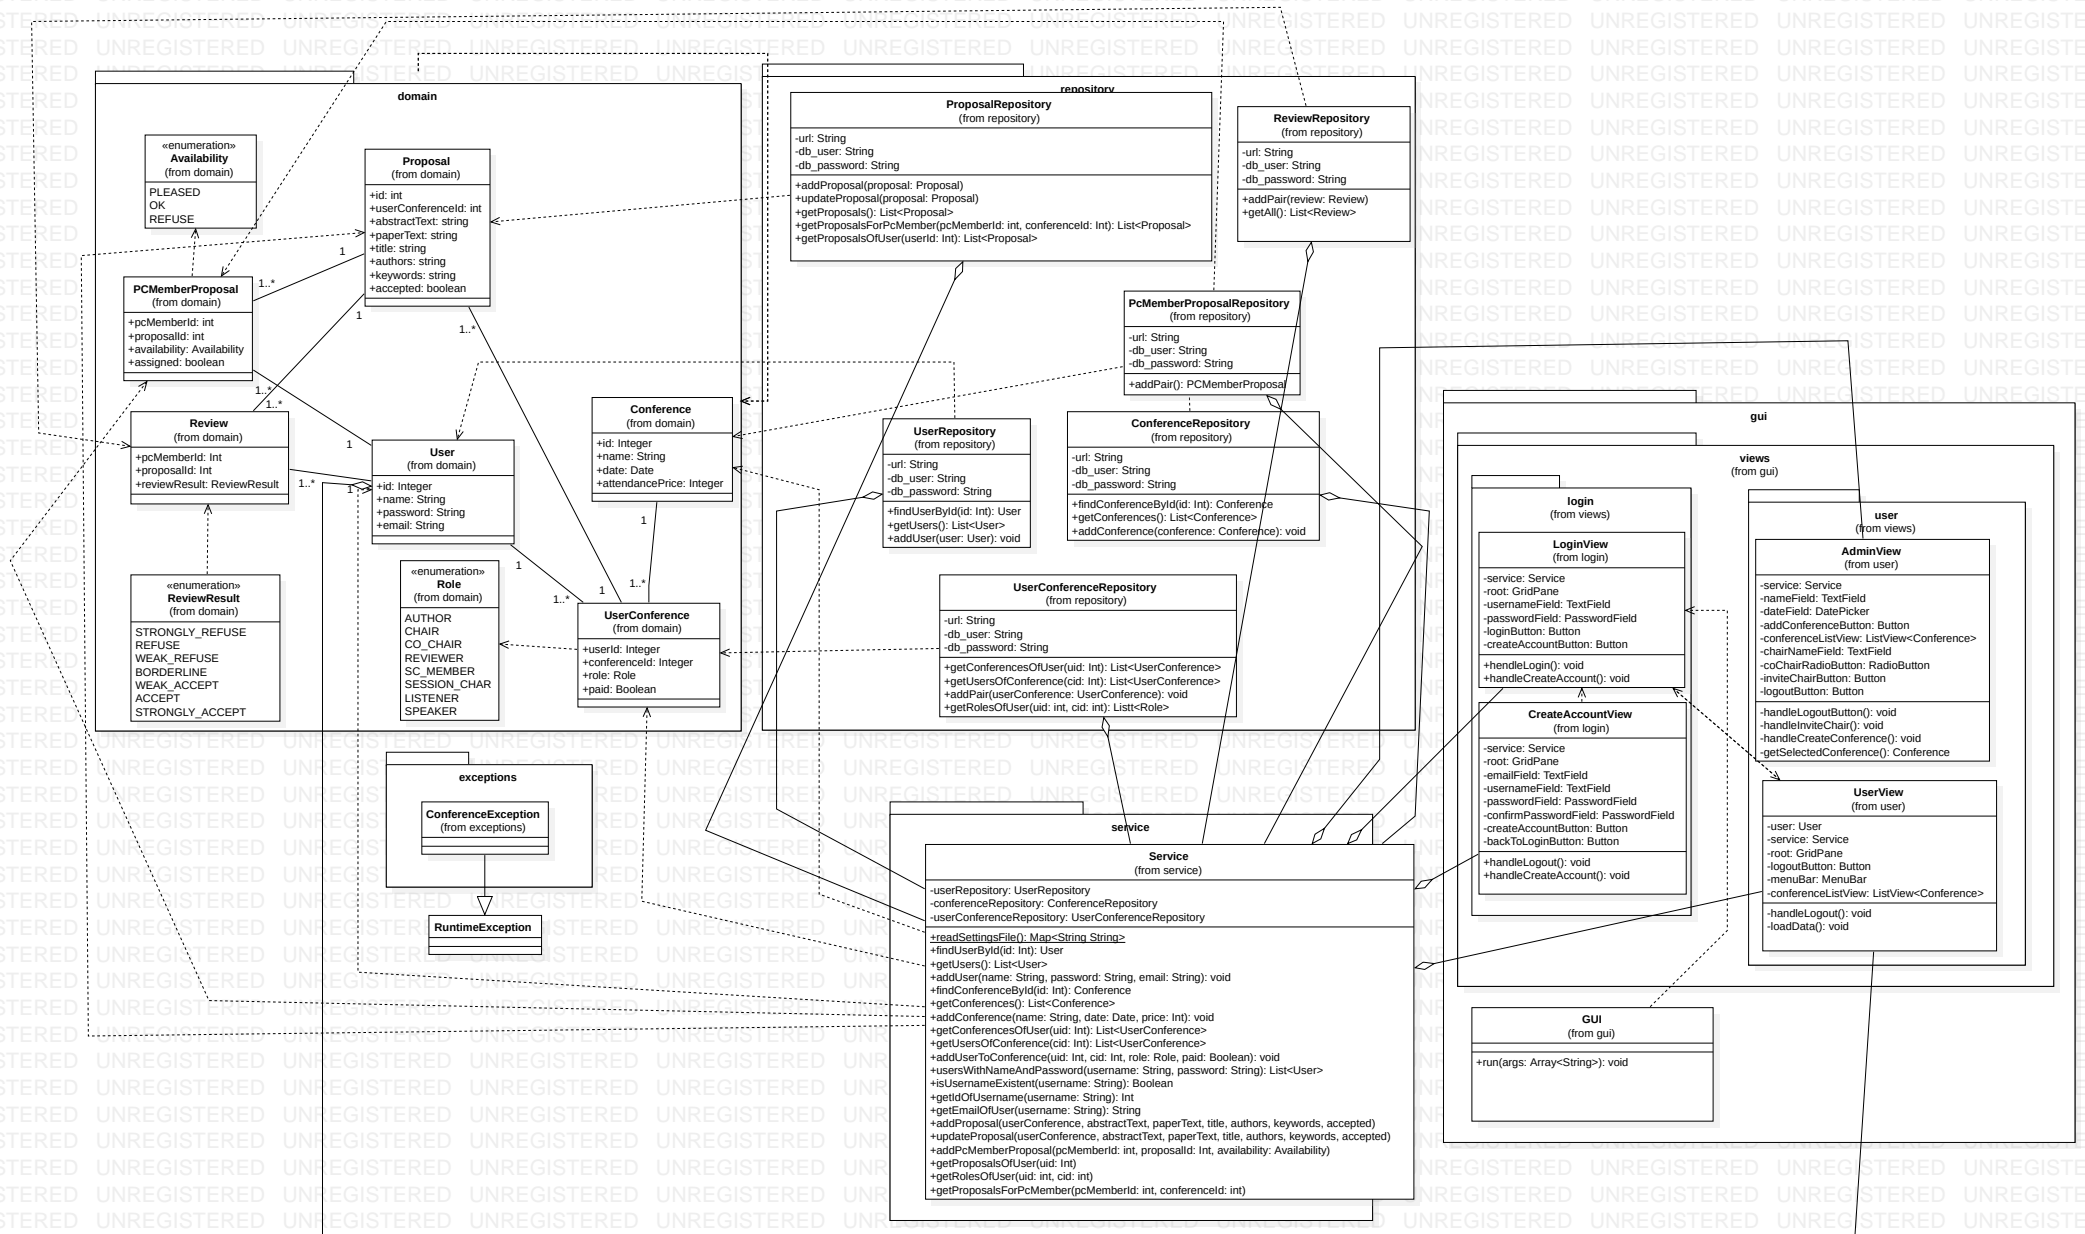 UNREGISTERED
domain
«enumeration»
Availability
(from domain)
PLEASED
OK
REFUSE
Proposal
(from domain)
+id: int
+userConferenceId: int
+abstractText: string
+paperText: string
+title: string
+authors: string
+keywords: string
+accepted: boolean
1
1..*
PCMemberProposal
(from domain)
+pcMemberId: int
+proposalId: int
+availability: Availability
+assigned: boolean
1
1..*
1..*
1..*
Review
(from domain)
+pcMemberId: Int
+proposalId: Int
+reviewResult: ReviewResult
1
1..*
1
User
(from domain)
+id: Integer
+name: String
+password: String
+email: String
Conference
(from domain)
+id: Integer
+name: String
+date: Date
+attendancePrice: Integer
1
1..*
1
1..*
1
«enumeration»
ReviewResult
(from domain)
STRONGLY_REFUSE
REFUSE
WEAK_REFUSE
BORDERLINE
WEAK_ACCEPT
ACCEPT
STRONGLY_ACCEPT
«enumeration»
Role
(from domain)
AUTHOR
CHAIR
CO_CHAIR
REVIEWER
SC_MEMBER
SESSION_CHAR
LISTENER
SPEAKER
UserConference
(from domain)
+userId: Integer
+conferenceId: Integer
+role: Role
+paid: Boolean
exceptions
ConferenceException
(from exceptions)
RuntimeException
repository
ProposalRepository
(from repository)
-url: String
-db_user: String
-db_password: String
+addProposal(proposal: Proposal)
+updateProposal(proposal: Proposal)
+getProposals(): List<Proposal>
+getProposalsForPcMember(pcMemberId: int, conferenceId: Int): List<Proposal>
+getProposalsOfUser(userId: Int): List<Proposal>
ReviewRepository
(from repository)
-url: String
-db_user: String
-db_password: String
+addPair(review: Review)
+getAll(): List<Review>
PcMemberProposalRepository
(from repository)
-url: String
-db_user: String
-db_password: String
+addPair(): PCMemberProposal
UserRepository
(from repository)
-url: String
-db_user: String
-db_password: String
+findUserById(id: Int): User
+getUsers(): List<User>
+addUser(user: User): void
ConferenceRepository
(from repository)
-url: String
-db_user: String
-db_password: String
+findConferenceById(id: Int): Conference
+getConferences(): List<Conference>
+addConference(conference: Conference): void
UserConferenceRepository
(from repository)
-url: String
-db_user: String
-db_password: String
+getConferencesOfUser(uid: Int): List<UserConference>
+getUsersOfConference(cid: Int): List<UserConference>
+addPair(userConference: UserConference): void
+getRolesOfUser(uid: int, cid: int): Listt<Role>
service
Service
(from service)
-userRepository: UserRepository
-conferenceRepository: ConferenceRepository
-userConferenceRepository: UserConferenceRepository
+readSettingsFile(): Map<String String>
+findUserById(id: Int): User
+getUsers(): List<User>
+addUser(name: String, password: String, email: String): void
+findConferenceById(id: Int): Conference
+getConferences(): List<Conference>
+addConference(name: String, date: Date, price: Int): void
+getConferencesOfUser(uid: Int): List<UserConference>
+getUsersOfConference(cid: Int): List<UserConference>
+addUserToConference(uid: Int, cid: Int, role: Role, paid: Boolean): void
+usersWithNameAndPassword(username: String, password: String): List<User>
+isUsernameExistent(username: String): Boolean
+getIdOfUsername(username: String): Int
+getEmailOfUser(username: String): String
+addProposal(userConference, abstractText, paperText, title, authors, keywords, accepted)
+updateProposal(userConference, abstractText, paperText, title, authors, keywords, accepted)
+addPcMemberProposal(pcMemberId: int, proposalId: Int, availability: Availability)
+getProposalsOfUser(uid: Int)
+getRolesOfUser(uid: int, cid: int)
+getProposalsForPcMember(pcMemberId: int, conferenceId: int)
gui
views
(from gui)
login
(from views)
LoginView
(from login)
-service: Service
-root: GridPane
-usernameField: TextField
-passwordField: PasswordField
-loginButton: Button
-createAccountButton: Button
+hendleLogin(): void
+handleCreateAccount(): void
CreateAccountView
(from login)
-service: Service
-root: GridPane
-emailField: TextField
-usernameField: TextField
-passwordField: PasswordField
-confirmPasswordField: PasswordField
-createAccountButton: Button
-backToLoginButton: Button
+handleLogout(): void
+handleCreateAccount(): void
user
(from views)
AdminView
(from user)
-service: Service
-nameField: TextField
-dateField: DatePicker
-addConferenceButton: Button
-conferenceListView: ListView<Conference>
-chairNameField: TextField
-coChairRadioButton: RadioButton
-inviteChairButton: Button
-logoutButton: Button
-handleLogoutButton(): void
-handleInviteChair(): void
-handleCreateConference(): void
-getSelectedConference(): Conference
UserView
(from user)
-user: User
-service: Service
-root: GridPane
-logoutButton: Button
-menuBar: MenuBar
-conferenceListView: ListView<Conference>
-handleLogout(): void
-loadData(): void
GUI
(from gui)
+run(args: Array<String>): void